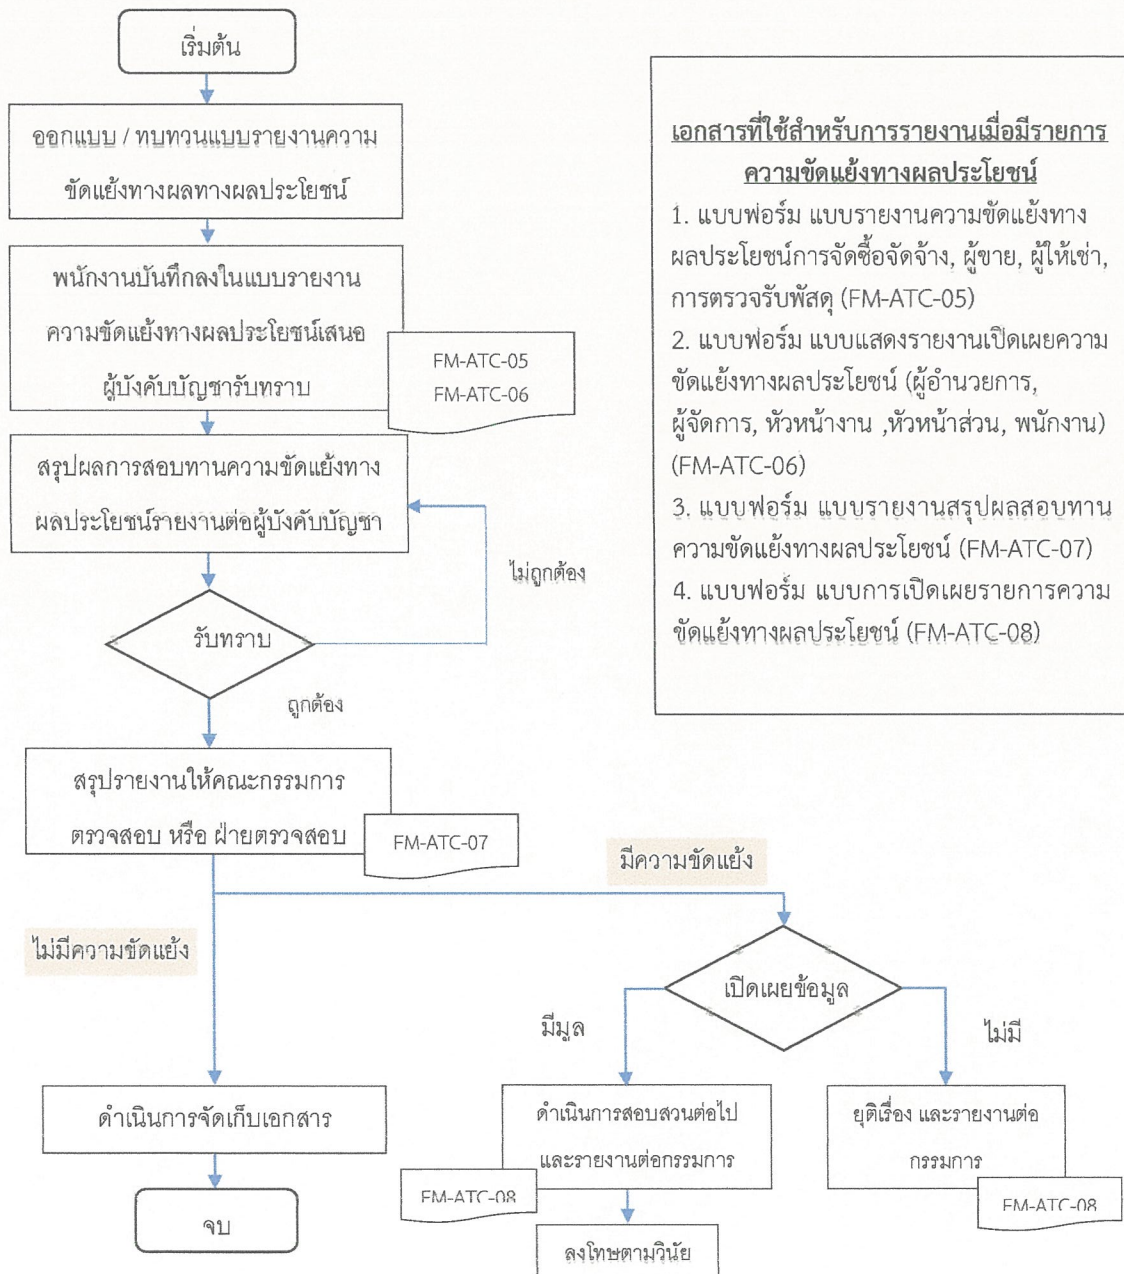 เริ่มต้น
ออกแบบ / ทบทวนแบบรายงานความ
ขัดแย้งทางผลทางผลประโยชน์
พนักงานบันทึกลงในแบบรายงาน
ความขัดแย้งทางผลประโยชน์เสนอ
ผู้บังคับบัญชารับทราบ
FM-ATC-05
FM-ATC-06
สรุปผลการสอบทานความขัดแย้งทาง
ผลประโยชน์รายงานต่อผู้บังคับบัญชา
ไม่ถูกต้อง
รับทราบ
ถูกต้อง
สรุปรายงานให้คณะกรรมการ
ตรวจสอบ หรือ ฝ่ายตรวจสอบ
FM-ATC-07
มีความขัดแย้ง
ไม่มีความขัดแย้ง
เปิดเผยข้อมูล
มีมูล
ไม่มี
ดำเนินการจัดเก็บเอกสาร
จบ
ดำเนินการสอบสวนต่อไป
และรายงานต่อกรรมการ
FM-ATC-08
ลงโทษตามวินัย
ยุติเรื่อง และรายงานต่อ
กรรมการ
FM-ATC-08
เอกสารที่ใช้สำหรับการรายงานเมื่อมีรายการ
ความขัดแย้งทางผลประโยชน์
1. แบบฟอร์ม แบบรายงานความขัดแย้งทาง
ผลประโยชน์การจัดซื้อจัดจ้าง, ผู้ขาย, ผู้ให้เช่า,
การตรวจรับพัสดุ (FM-ATC-05)
2. แบบฟอร์ม แบบแสดงรายงานเปิดเผยความ
ขัดแย้งทางผลประโยชน์ (ผู้อำนวยการ,
ผู้จัดการ, หัวหน้างาน ,หัวหน้าส่วน, พนักงาน)
(FM-ATC-06)
3. แบบฟอร์ม แบบรายงานสรุปผลสอบทาน
ความขัดแย้งทางผลประโยชน์ (FM-ATC-07)
4. แบบฟอร์ม แบบการเปิดเผยรายการความ
ขัดแย้งทางผลประโยชน์ (FM-ATC-08)